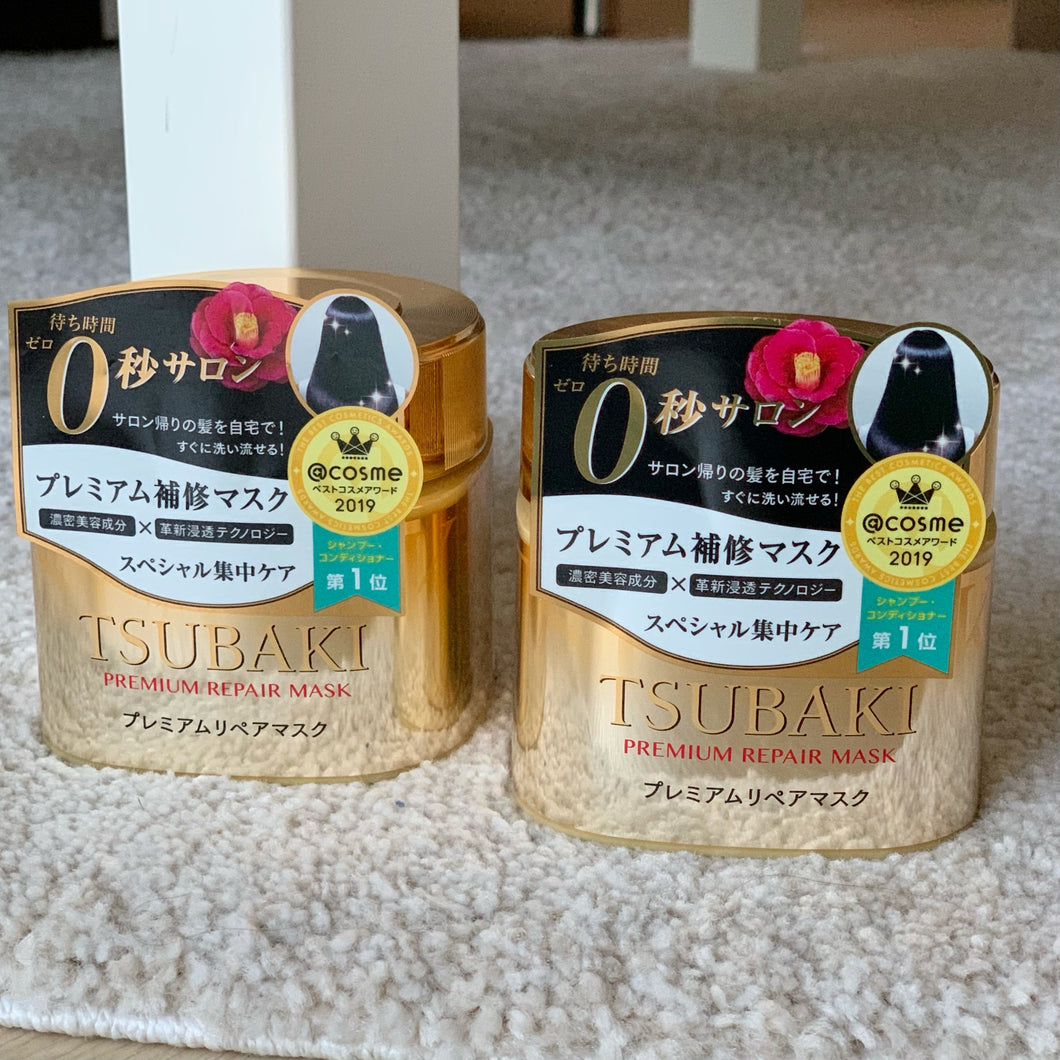 待ち時間
ゼロ
0秒サロン
サロン帰りの髪を自宅で!
すぐに洗い流せる!
プレミアム補修マスク
濃密美容成分×革新浸透テクノロジー
スペシャル集中ケア
THE BEST COSMETICS AWARDS
@cosme
ベストコスメアワード
2019
シャンプー・
コンディショナー
第1位
TSUBAKI
PREMIUM REPAIR MASK
プレミアムリペアマスク
待ち時間
ゼロ
0秒サロン
サロン帰りの髪を自宅で!
すぐに洗い流せる!
プレミアム補修マスク
濃密美容成分×革新浸透テクノロジー
スペシャル集中ケア
THE BEST COSMETICS AWARDS
@cosme
ベストコスメアワード
2019
シャンプー・
コンディショナー
第1位
TSUBAKI
PREMIUM REPAIR MASK
プレミアムリペアマスク